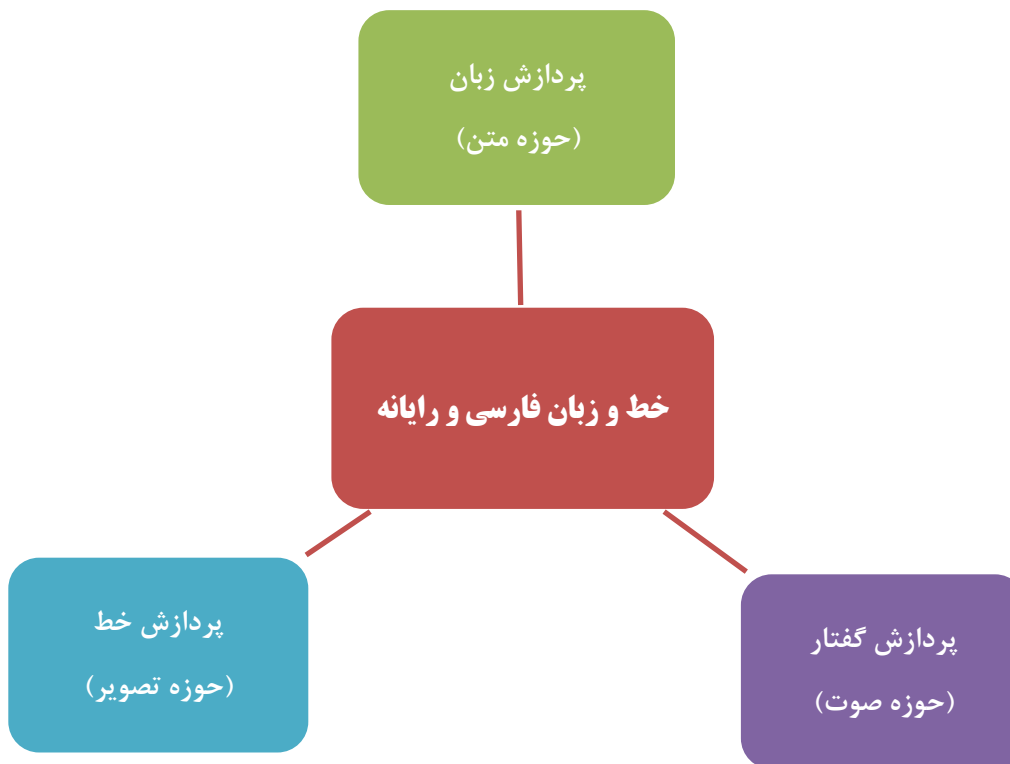 پردازش زبان
(حوزه متن)
خط و زبان فارسی و رایانه
پردازش گفتار
(حوزه صوت)
پردازش خط
(حوزه تصویر)